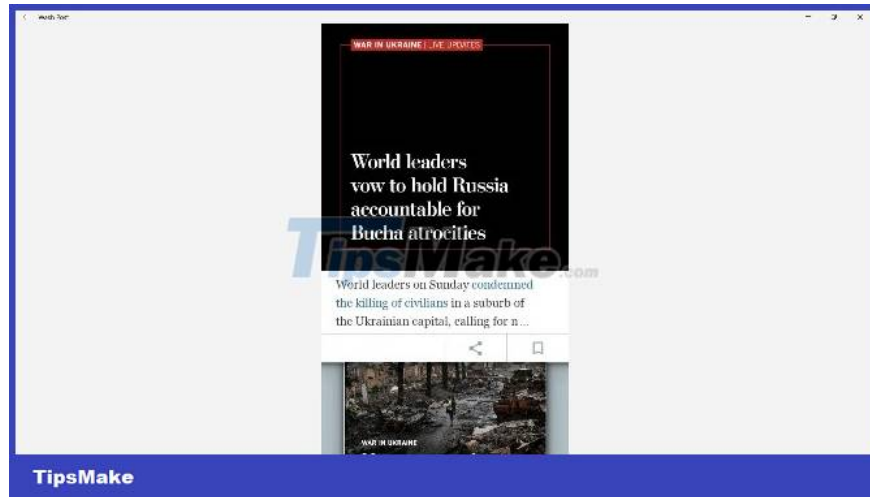 Wash Post
WAR IN UKRAINE | LIVE UPDATES
World leaders
vow to hold Russia
accountable for
Bucha atrocities
TipsMake.com
World leaders on Sunday condemned
the killing of civilians in a suburb of
the Ukrainian capital, calling for n...
WAR IN UKRAINE
TipsMake